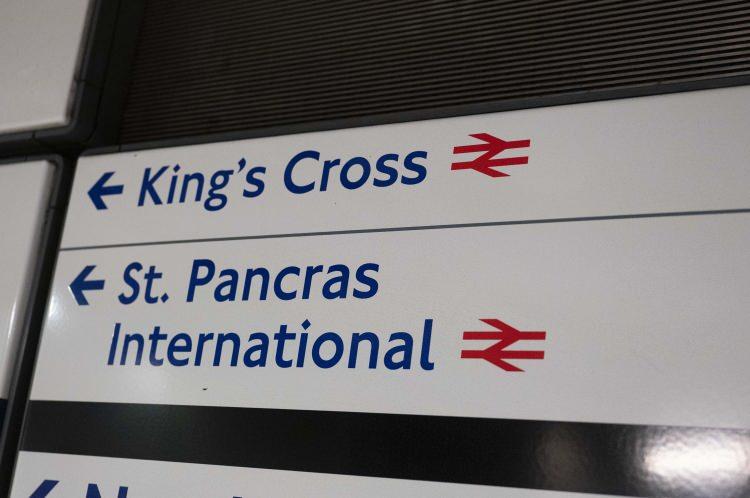 ← King's Cross
← St. Pancras
International